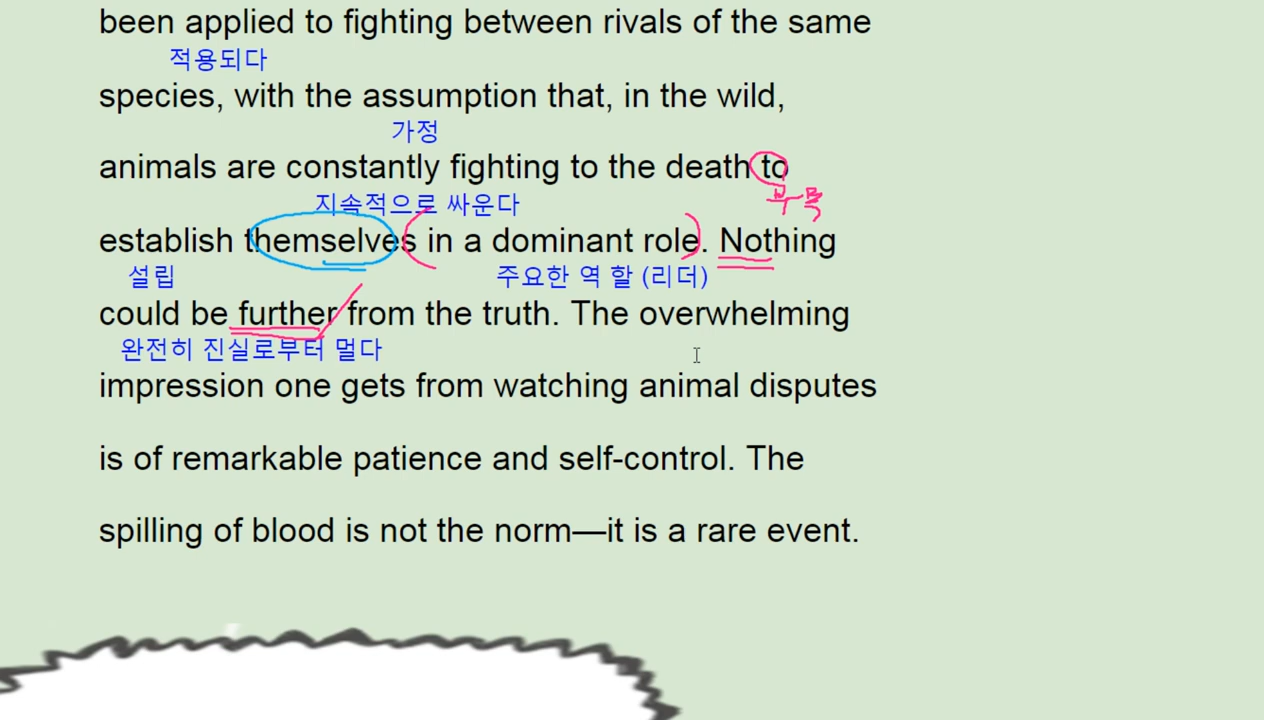 been applied to fighting between rivals of the same
적용되다
species, with the assumption that, in the wild,
가정
animals are constantly fighting to the death to
지속적으로 싸운다
establish themselves in a dominant role. Nothing
설립 주요한 역 할 (리더)
could be further from the truth. The overwhelming
완전히 진실로부터 멀다
impression one gets from watching animal disputes
is of remarkable patience and self-control. The
spilling of blood is not the norm—it is a rare event.